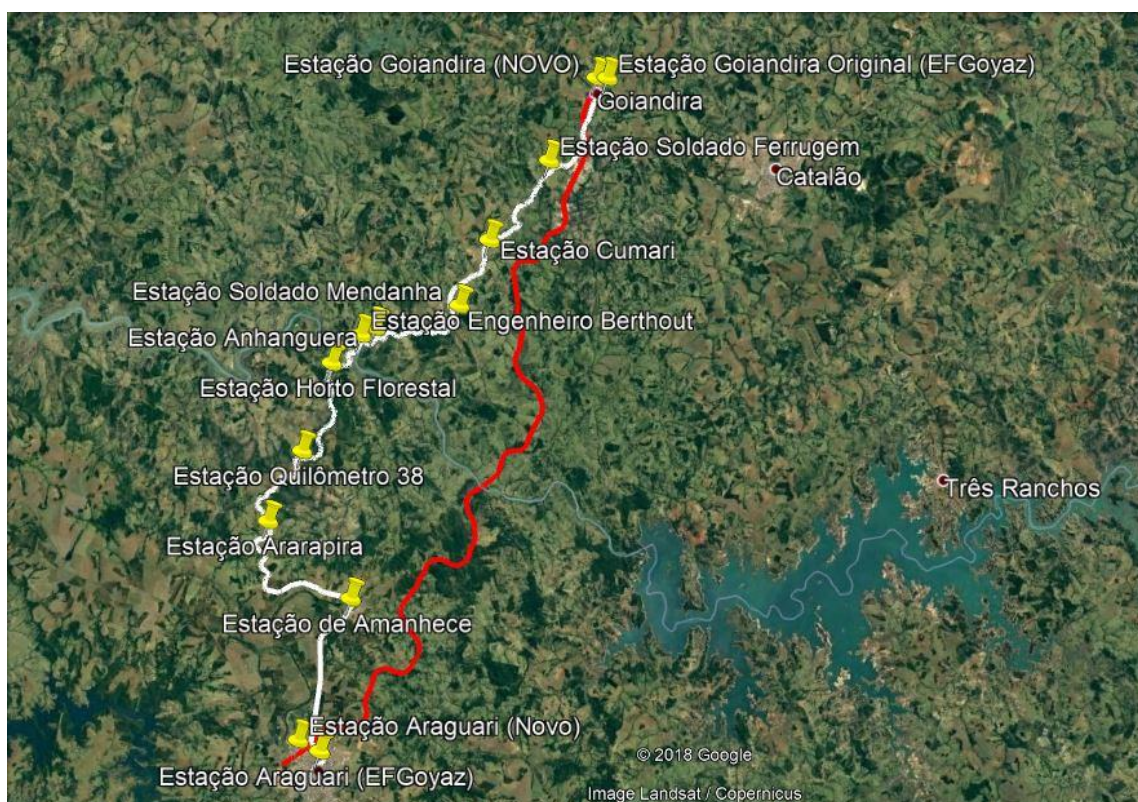 Estação Goiandira (NOVO)
Estação Goiandira Original (EFGoyaz)
Goiandira
Estação Soldado Ferrugem
Catalão
Estação Cumari
Estação Soldado Mendanha
Estação Engenheiro Berthout
Estação Anhanguera
Estação Horto Florestal
Estação Quilômetro 38
Três Ranchos
Estação Ararapira
Estação de Amanhece
Estação Araguari (Novo)
© 2018 Google
Estação Araguari (EFGoyaz)
Image Landsat / Copernicus